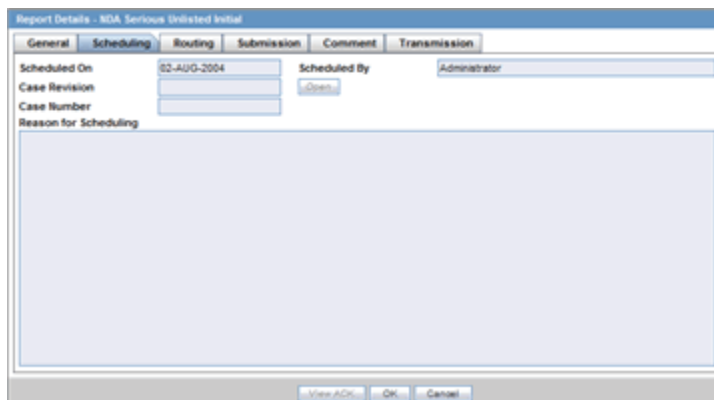 Report Details - NDA Serious Unlisted Initial
General Scheduling Routing Submission Comment Transmission
Scheduled On 02-AUG-2004 Scheduled By Administrator
Case Revision Open
Case Number
Reason for Scheduling
View ACK OK Cancel